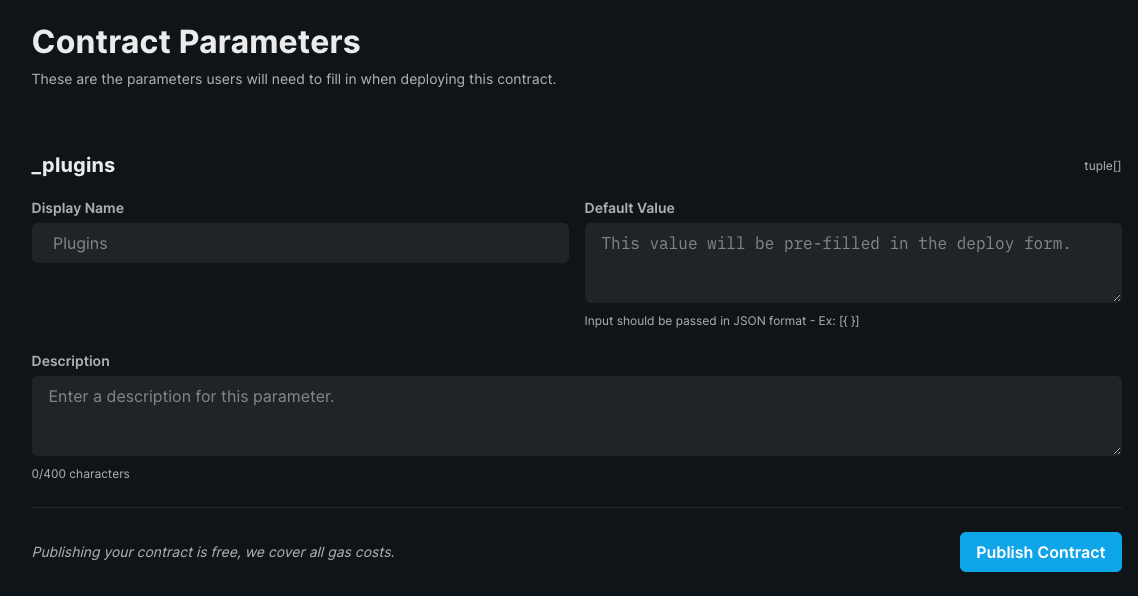 Contract Parameters
These are the parameters users will need to fill in when deploying this contract.
_plugins
tuple[]
Display Name
Default Value
Plugins
This value will be pre-filled in the deploy form.
Input should be passed in JSON format - Ex: [{ }]
Description
Enter a description for this parameter.
0/400 characters
Publishing your contract is free, we cover all gas costs.
Publish Contract